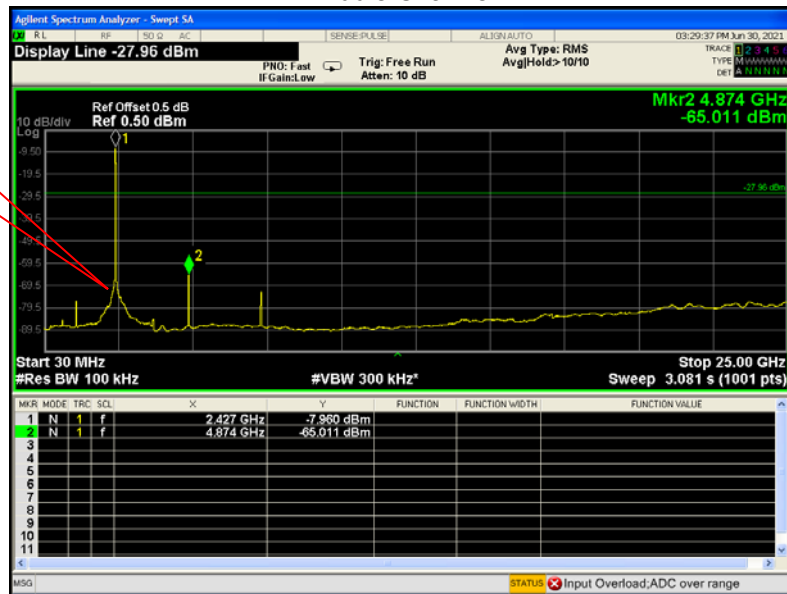 Agilent Spectrum Analyzer - Swept SA
RL RF 50 Ω AC SENSE:PULSE ALIGN AUTO 03:29:37 PM Jun 30, 2021
Display Line -27.96 dBm
PNO: Fast
IFGain:Low
Trig: Free Run
Atten: 10 dB
Avg Type: RMS
Avg|Hold:> 10/10
TRACE 1 2 3 4 5 6
TYPE M
DET A N N N N N
Ref Offset 0.5 dB
10 dB/div Ref 0.50 dBm
Log
Mkr2 4.874 GHz
-65.011 dBm
1
-9.50
-19.5
-27.96 dBm
-29.5
-39.5
-49.5
2
-59.5
-69.5
-79.5
-89.5
Start 30 MHz
#Res BW 100 kHz
#VBW 300 kHz*
Stop 25.00 GHz
Sweep 3.081 s (1001 pts)
MKR MODE TRC SCL X Y FUNCTION FUNCTION WIDTH FUNCTION VALUE
1 N 1 f 2.427 GHz -7.960 dBm
2 N 1 f 4.874 GHz -65.011 dBm
3
4
5
6
7
8
9
10
11
MSG STATUS Input Overload;ADC over range